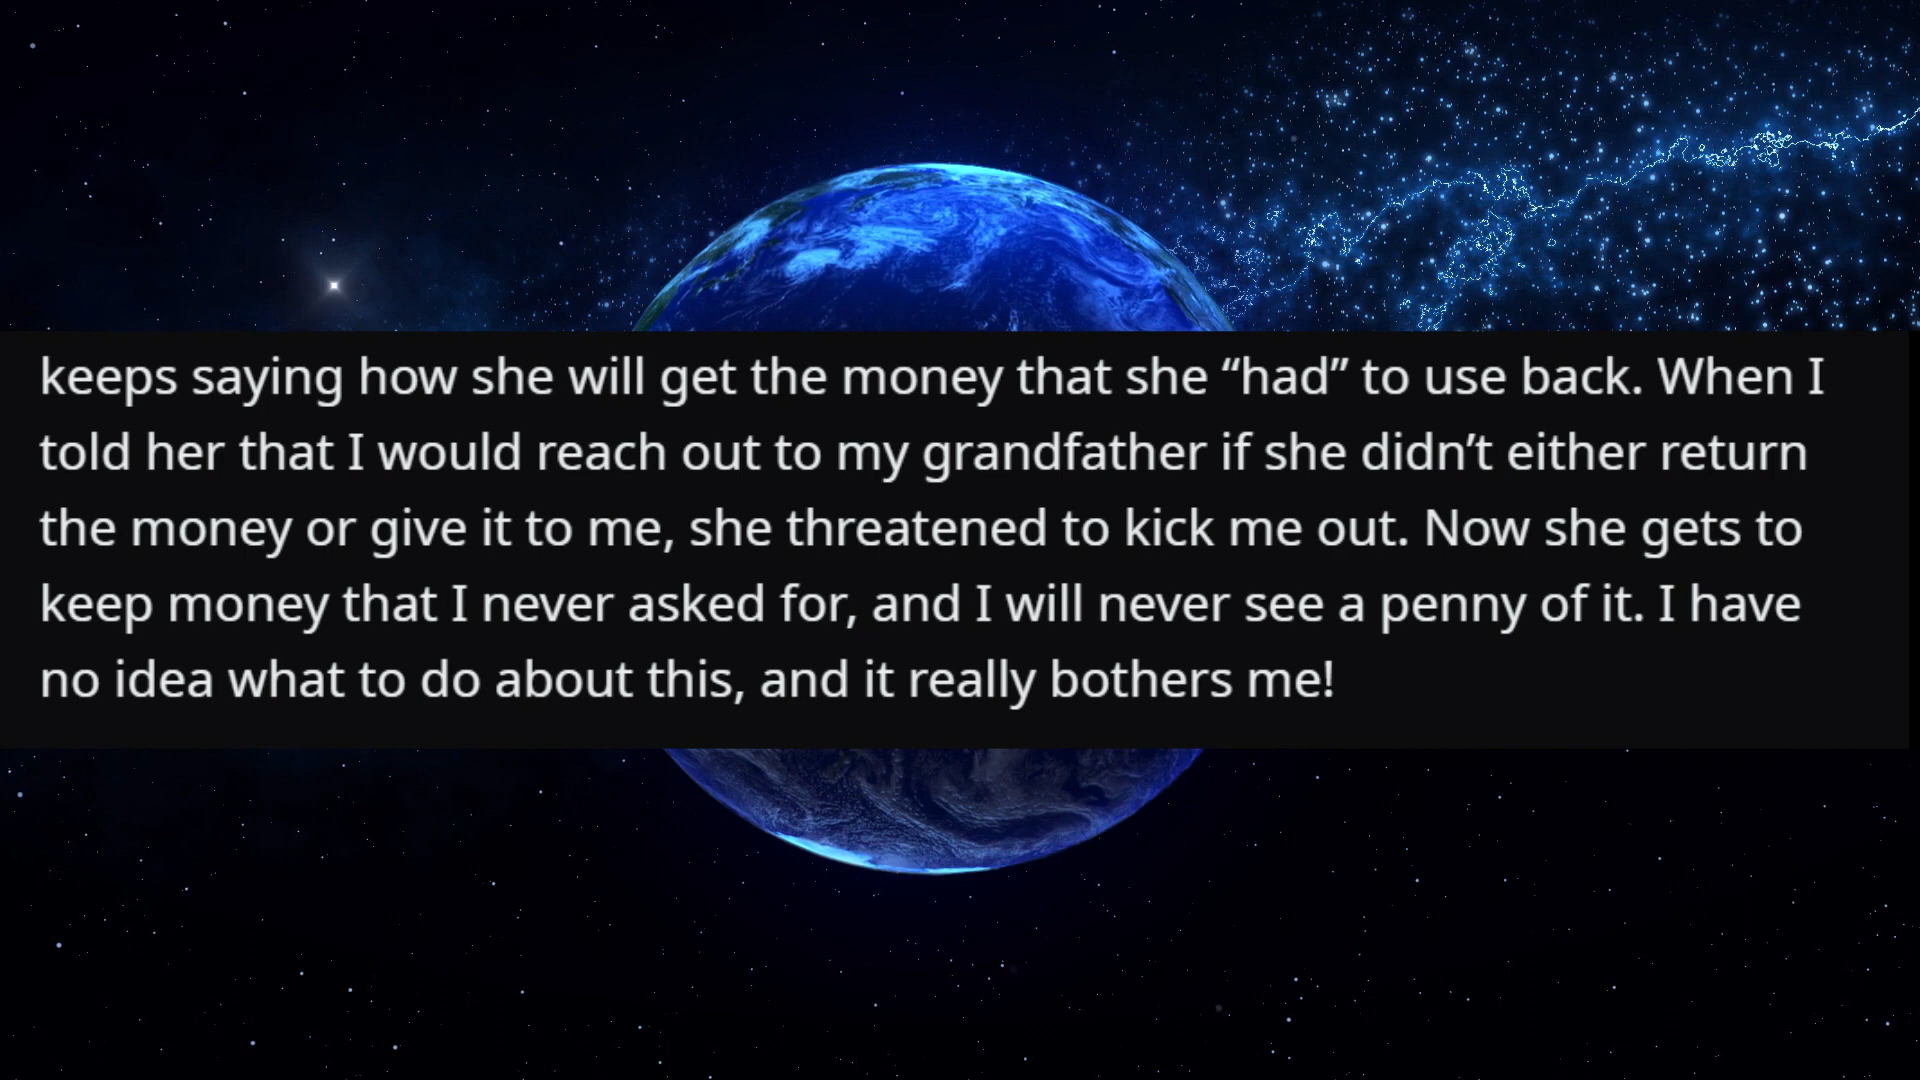 keeps saying how she will get the money that she “had” to use back. When I
told her that I would reach out to my grandfather if she didn’t either return
the money or give it to me, she threatened to kick me out. Now she gets to
keep money that I never asked for, and I will never see a penny of it. I have
no idea what to do about this, and it really bothers me!